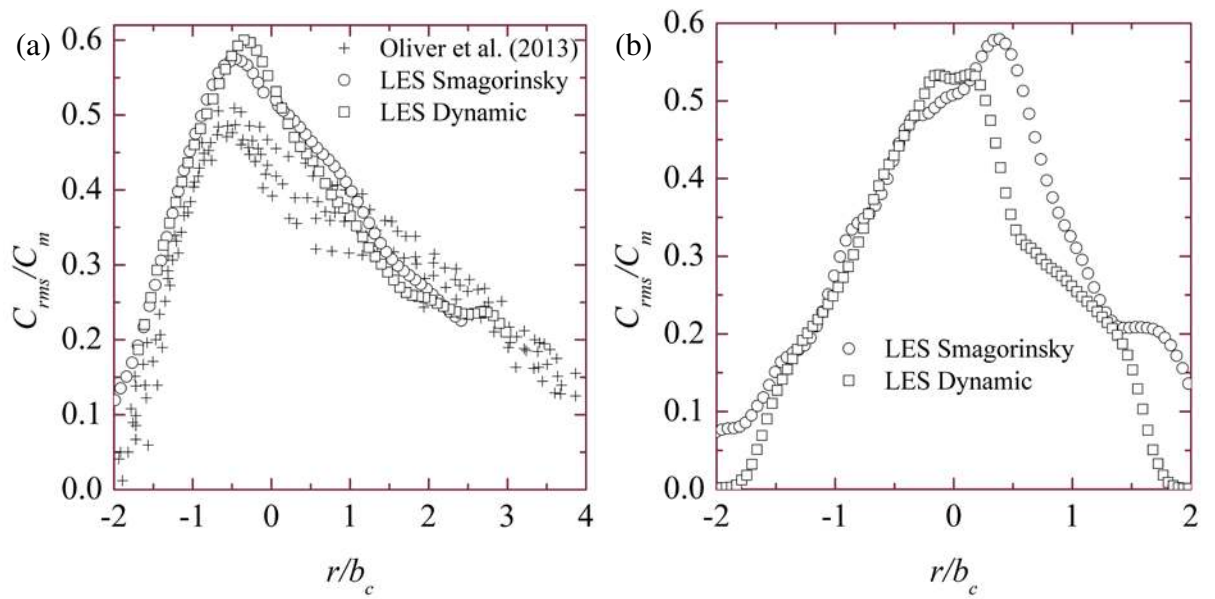 (a)
0.6
0.5
0.4
0.3
0.2
0.1
0.0
C_rms/C_m
+ Oliver et al. (2013)
○ LES Smagorinsky
□ LES Dynamic
-2 -1 0 1 2 3 4
r/b_c
(b)
0.6
0.5
0.4
0.3
0.2
0.1
0.0
C_rms/C_m
○ LES Smagorinsky
□ LES Dynamic
-2 -1 0 1 2
r/b_c